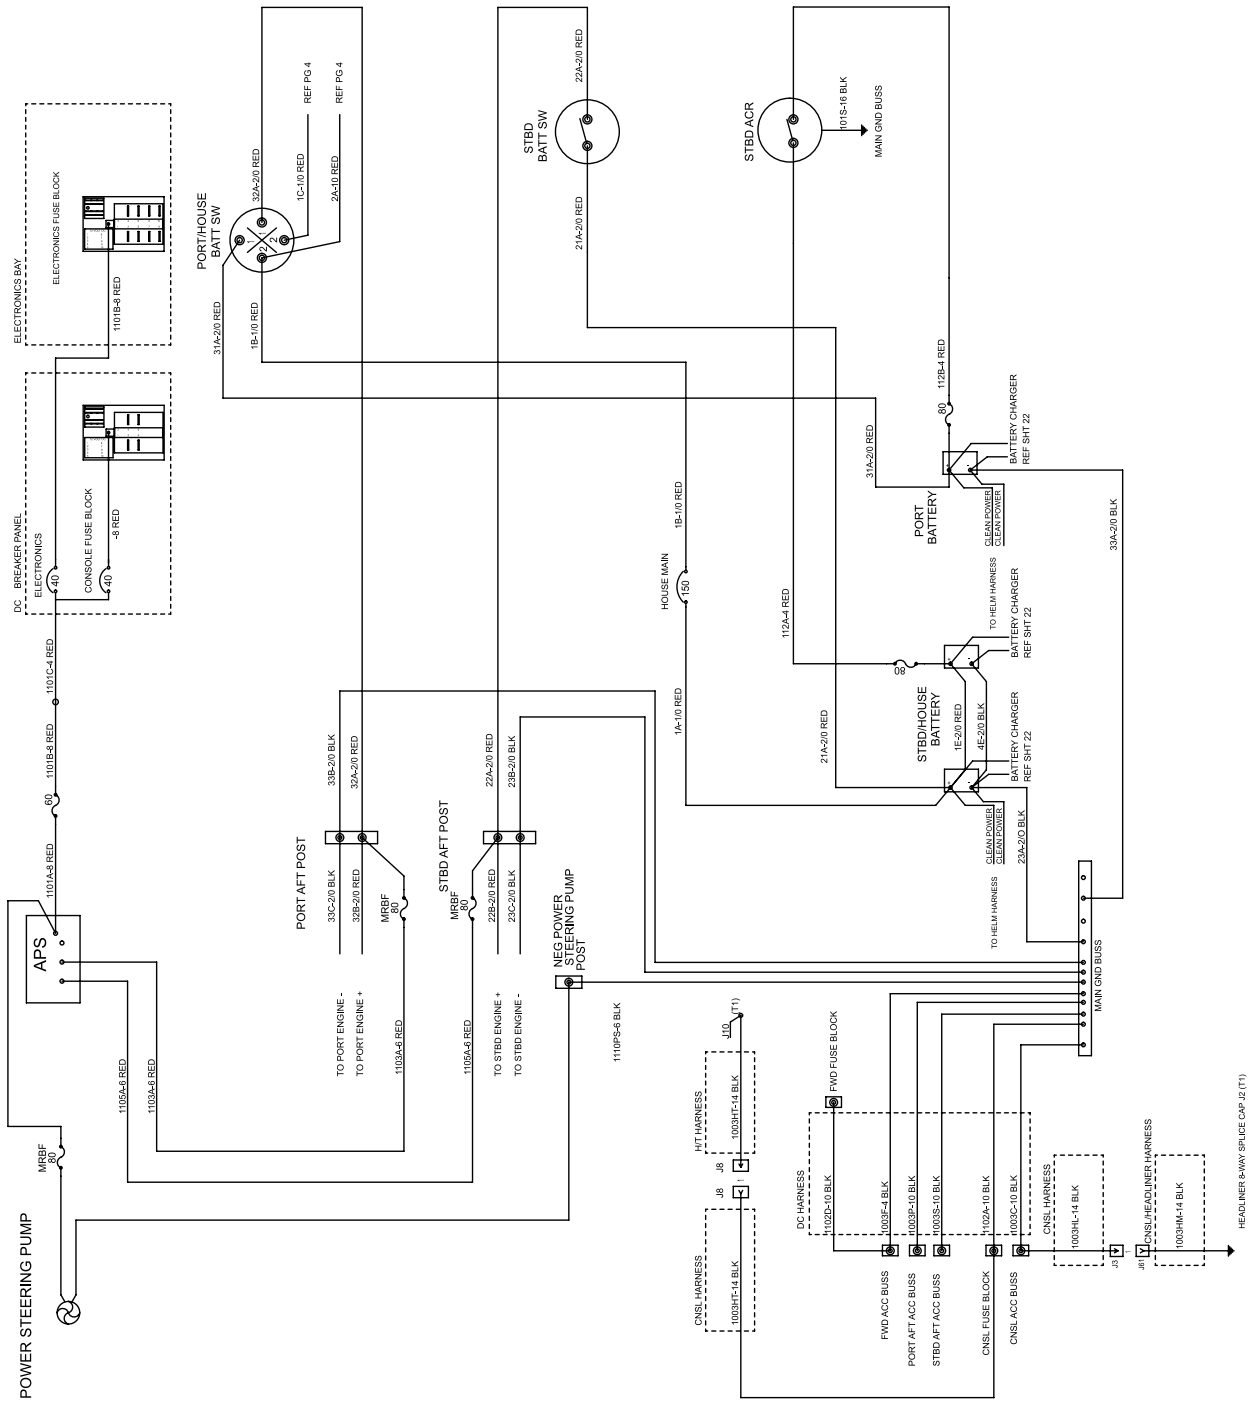 POWER STEERING PUMP
MRBF
80
1105A-6 RED
1103A-6 RED
APS
1101A-8 RED
60
1101B-8 RED
1101C-4 RED
DC BREAKER PANEL
ELECTRONICS
40
CONSOLE FUSE BLOCK
40
-8 RED
ELECTRONICS BAY
1101B-8 RED
ELECTRONICS FUSE BLOCK
PORT/HOUSE
BATT SW
1
1
2
2
31A-2/0 RED
1B-1/0 RED
32A-2/0 RED
1C-1/0 RED
2A-10 RED
REF PG 4
REF PG 4
PORT AFT POST
33B-2/0 BLK
32A-2/0 RED
33C-2/0 BLK
32B-2/0 RED
TO PORT ENGINE -
TO PORT ENGINE +
MRBF
80
1103A-6 RED
STBD AFT POST
22A-2/0 RED
23B-2/0 BLK
MRBF
80
22B-2/0 RED
23C-2/0 BLK
1105A-6 RED
TO STBD ENGINE +
TO STBD ENGINE -
NEG POWER
STEERING PUMP
POST
1110PS-6 BLK
STBD
BATT SW
21A-2/0 RED
22A-2/0 RED
STBD ACR
101S-16 BLK
MAIN GND BUSS
HOUSE MAIN
150
1B-1/0 RED
1A-1/0 RED
112A-4 RED
21A-2/0 RED
80
STBD/HOUSE
BATTERY
1E-2/0 RED
4E-2/0 BLK
+
-
+
-
BATTERY CHARGER
REF SHT 22
BATTERY CHARGER
REF SHT 22
CLEAN POWER
CLEAN POWER
TO HELM HARNESS
23A-2/O BLK
PORT
BATTERY
31A-2/0 RED
80
112B-4 RED
+
-
BATTERY CHARGER
REF SHT 22
CLEAN POWER
CLEAN POWER
TO HELM HARNESS
33A-2/0 BLK
MAIN GND BUSS
J10
(T1)
H/T HARNESS
1003HT-14 BLK
J8
J8
CNSL HARNESS
1003HT-14 BLK
FWD FUSE BLOCK
DC HARNESS
1102D-10 BLK
1003F-4 BLK
1003P-10 BLK
1003S-10 BLK
1102A-10 BLK
1003C-10 BLK
FWD ACC BUSS
PORT AFT ACC BUSS
STBD AFT ACC BUSS
CNSL FUSE BLOCK
CNSL ACC BUSS
CNSL HARNESS
1003HL-14 BLK
J3
J61
CNSL/HEADLINER HARNESS
1003HM-14 BLK
HEADLINER 8-WAY SPLICE CAP J2 (T1)